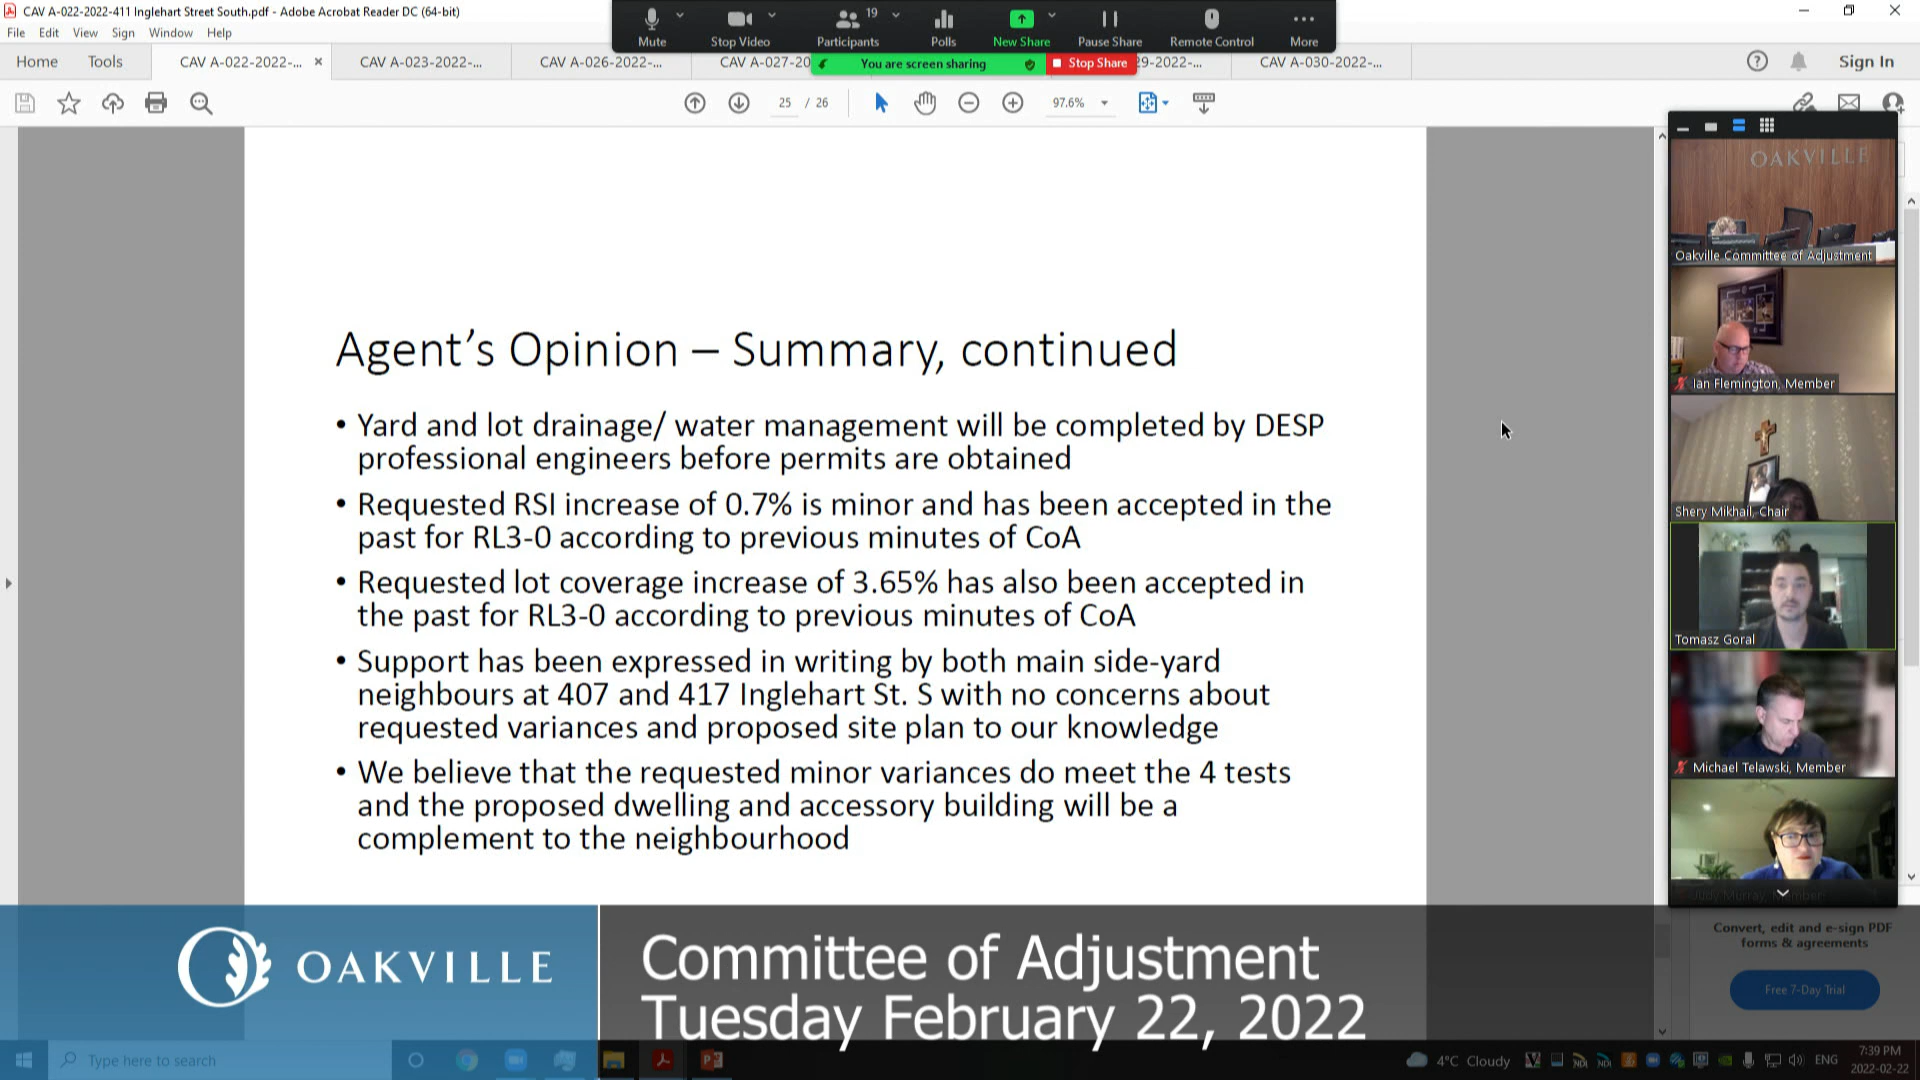 CAV A-022-2022-411 Inglehart Street South.pdf - Adobe Acrobat Reader DC (64-bit)
File Edit View Sign Window Help
Mute Stop Video Participants 19 Polls New Share Pause Share Remote Control More
You are screen sharing Stop Share
Home Tools CAV A-022-2022-... CAV A-023-2022-... CAV A-026-2022-... CAV A-027-20 29-2022-... CAV A-030-2022-... Sign In
25 / 26 97.6%
Agent's Opinion – Summary, continued
• Yard and lot drainage/ water management will be completed by DESP
professional engineers before permits are obtained
• Requested RSI increase of 0.7% is minor and has been accepted in the
past for RL3-0 according to previous minutes of CoA
• Requested lot coverage increase of 3.65% has also been accepted in
the past for RL3-0 according to previous minutes of CoA
• Support has been expressed in writing by both main side-yard
neighbours at 407 and 417 Inglehart St. S with no concerns about
requested variances and proposed site plan to our knowledge
• We believe that the requested minor variances do meet the 4 tests
and the proposed dwelling and accessory building will be a
complement to the neighbourhood
OAKVILLE
Oakville Committee of Adjustment
Ian Flemington, Member
Shery Mikhail, Chair
Tomasz Goral
Michael Telawski, Member
Murray, Member
Convert, edit and e-sign PDF
forms & agreements
Free 7-Day Trial
OAKVILLE
Committee of Adjustment
Tuesday February 22, 2022
Type here to search
4°C Cloudy ENG
7:39 PM
2022-02-22